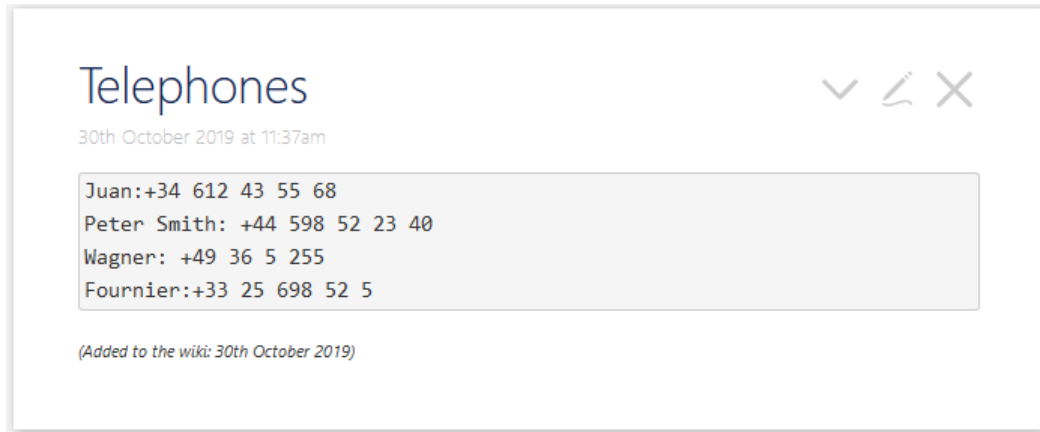 Telephones
30th October 2019 at 11:37am
Juan:+34 612 43 55 68
Peter Smith: +44 598 52 23 40
Wagner: +49 36 5 255
Fournier:+33 25 698 52 5
(Added to the wiki: 30th October 2019)